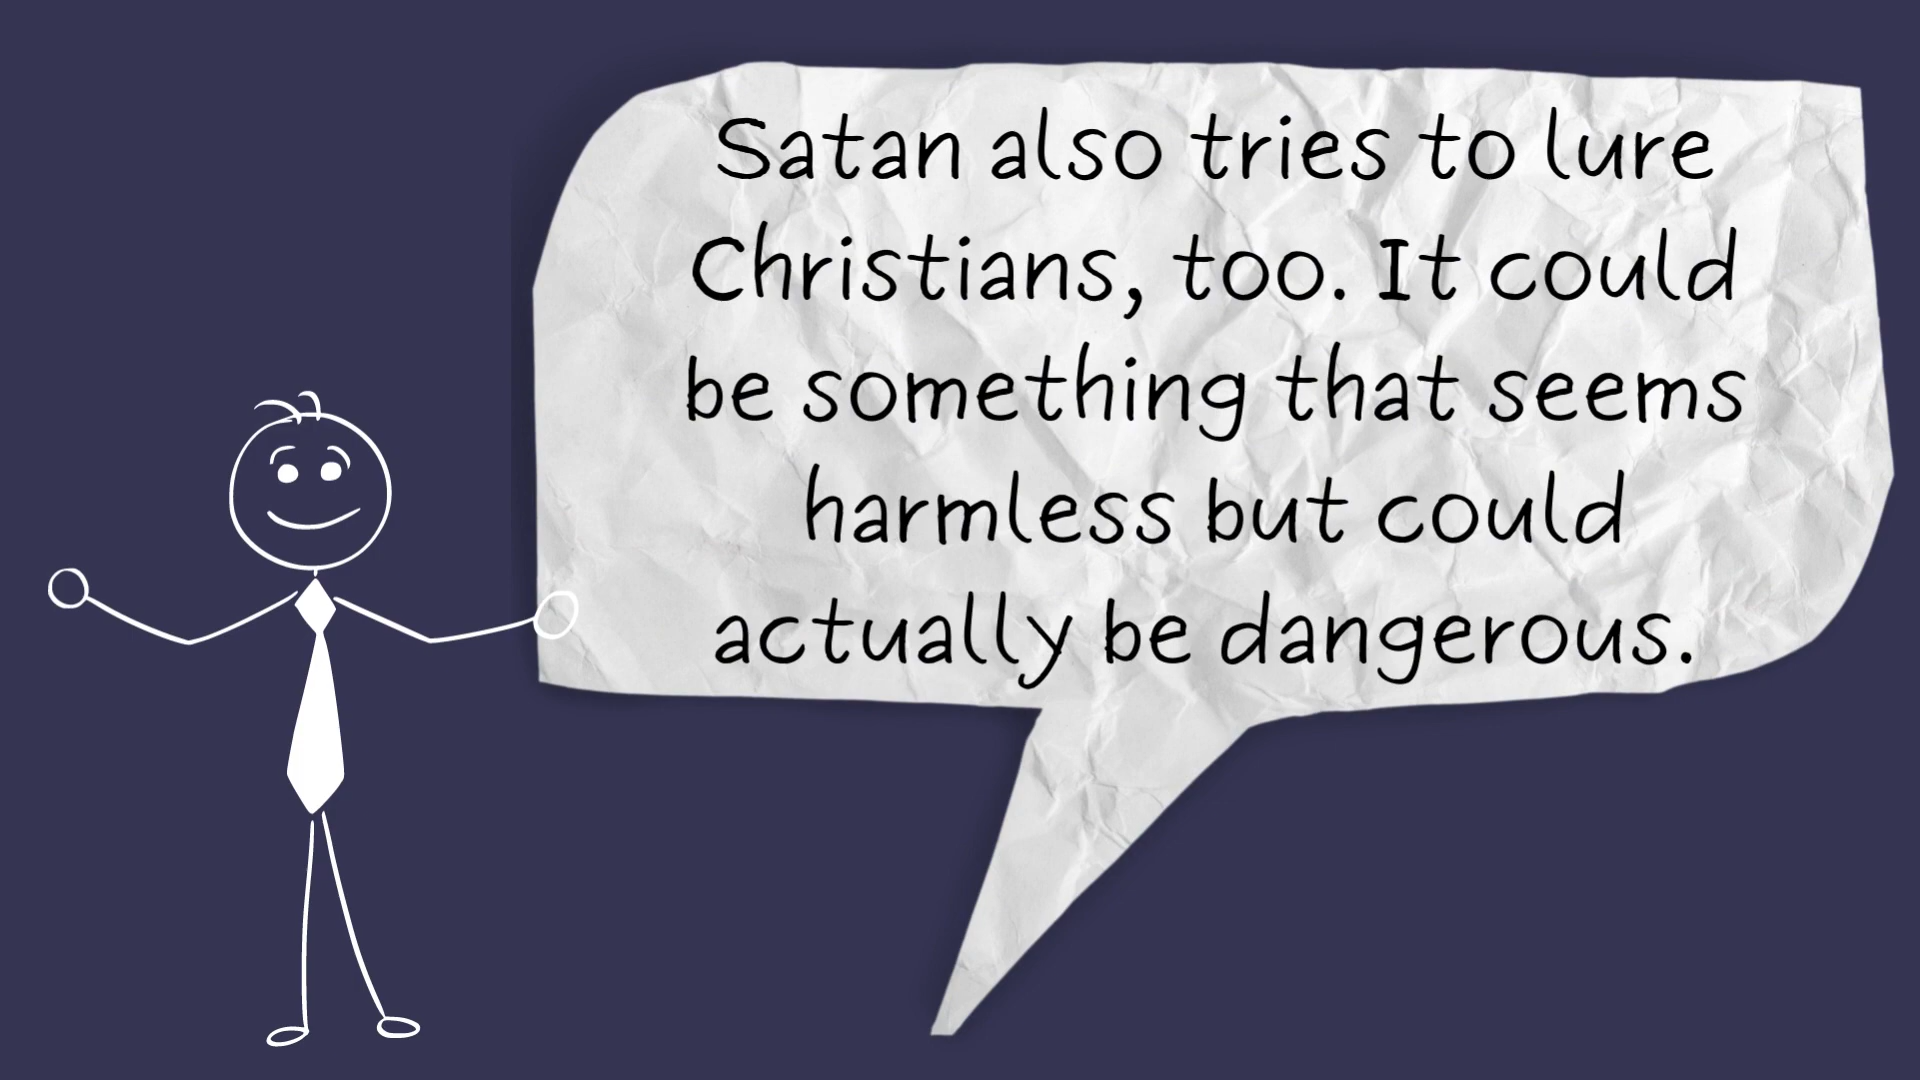 Satan also tries to lure
Christians, too. It could
be something that seems
harmless but could
actually be dangerous.